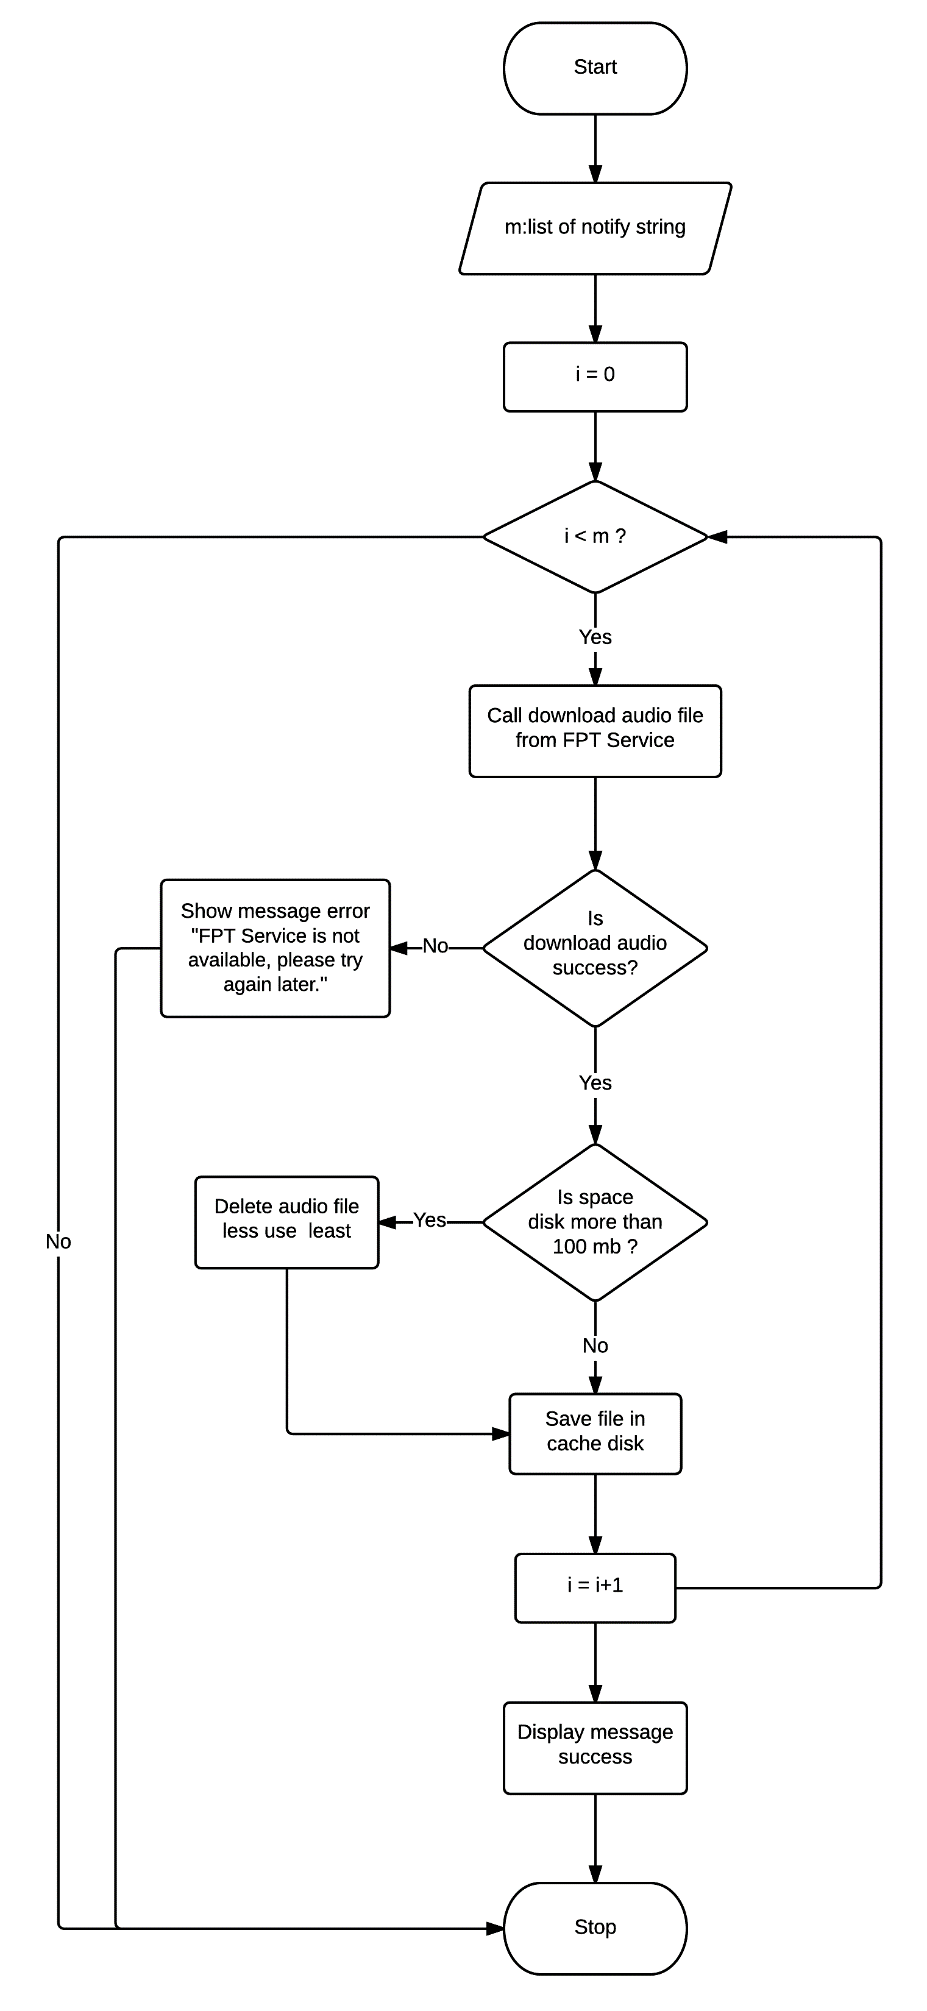 Start
m:list of notify string
i = 0
i < m ?
Yes
Call download audio file
from FPT Service
Is
download audio
success?
No
Show message error
"FPT Service is not
available, please try
again later."
Yes
Is space
disk more than
100 mb ?
Yes
Delete audio file
less use  least
No
No
Save file in
cache disk
i = i+1
Display message
success
Stop